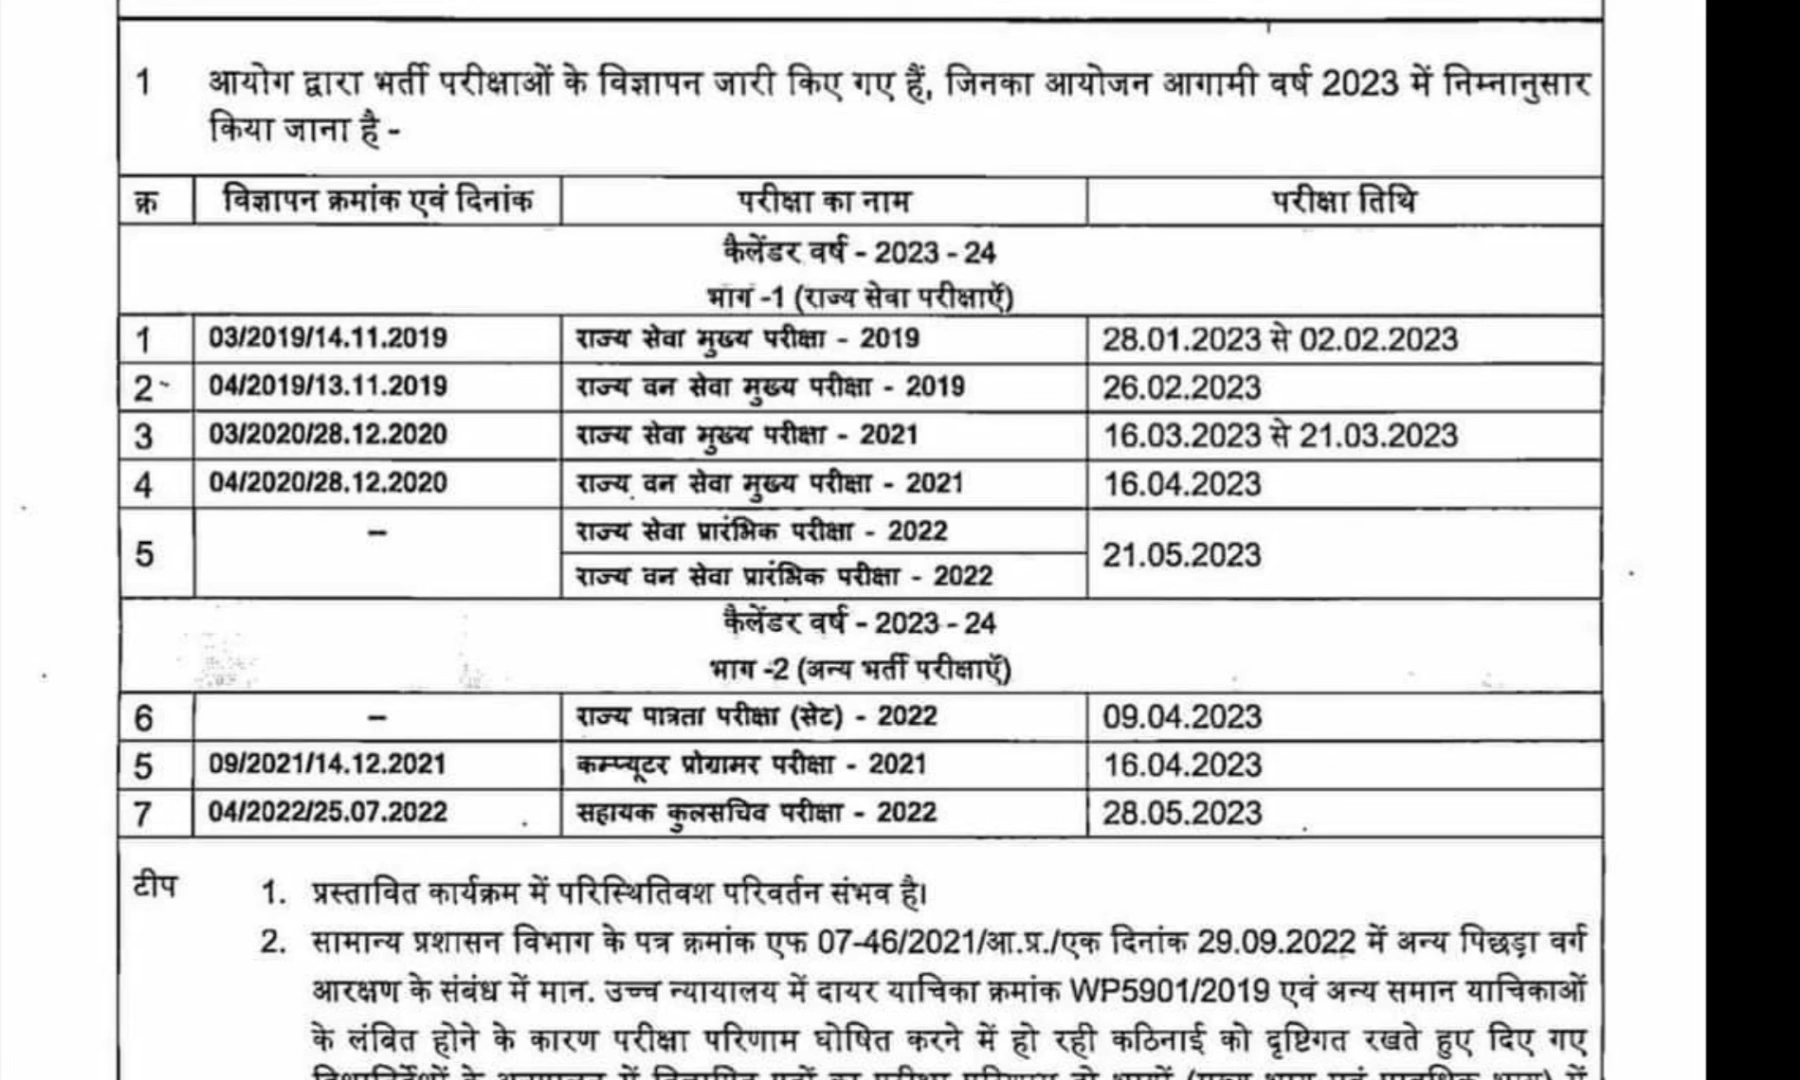 1 आयोग द्वारा भर्ती परीक्षाओं के विज्ञापन जारी किए गए हैं, जिनका आयोजन आगामी वर्ष 2023 में निम्नानुसार
किया जाना है -
क्र विज्ञापन क्रमांक एवं दिनांक परीक्षा का नाम परीक्षा तिथि
कैलेंडर वर्ष - 2023 - 24
भाग -1 (राज्य सेवा परीक्षाऍं)
1 03/2019/14.11.2019 राज्य सेवा मुख्य परीक्षा - 2019 28.01.2023 से 02.02.2023
2 04/2019/13.11.2019 राज्य वन सेवा मुख्य परीक्षा - 2019 26.02.2023
3 03/2020/28.12.2020 राज्य सेवा मुख्य परीक्षा - 2021 16.03.2023 से 21.03.2023
4 04/2020/28.12.2020 राज्य वन सेवा मुख्य परीक्षा - 2021 16.04.2023
5 – राज्य सेवा प्रारंभिक परीक्षा - 2022 21.05.2023
राज्य वन सेवा प्रारंभिक परीक्षा - 2022
कैलेंडर वर्ष - 2023 - 24
भाग -2 (अन्य भर्ती परीक्षाएँ)
6 – राज्य पात्रता परीक्षा (सेट) - 2022 09.04.2023
5 09/2021/14.12.2021 कम्प्यूटर प्रोग्रामर परीक्षा - 2021 16.04.2023
7 04/2022/25.07.2022 सहायक कुलसचिव परीक्षा - 2022 28.05.2023
टीप 1. प्रस्तावित कार्यक्रम में परिस्थितिवश परिवर्तन संभव है।
2. सामान्य प्रशासन विभाग के पत्र क्रमांक एफ 07-46/2021/आ.प्र./एक दिनांक 29.09.2022 में अन्य पिछड़ा वर्ग
आरक्षण के संबंध में मान. उच्च न्यायालय में दायर याचिका क्रमांक WP5901/2019 एवं अन्य समान याचिकाओं
के लंबित होने के कारण परीक्षा परिणाम घोषित करने में हो रही कठिनाई को दृष्टिगत रखते हुए दिए गए